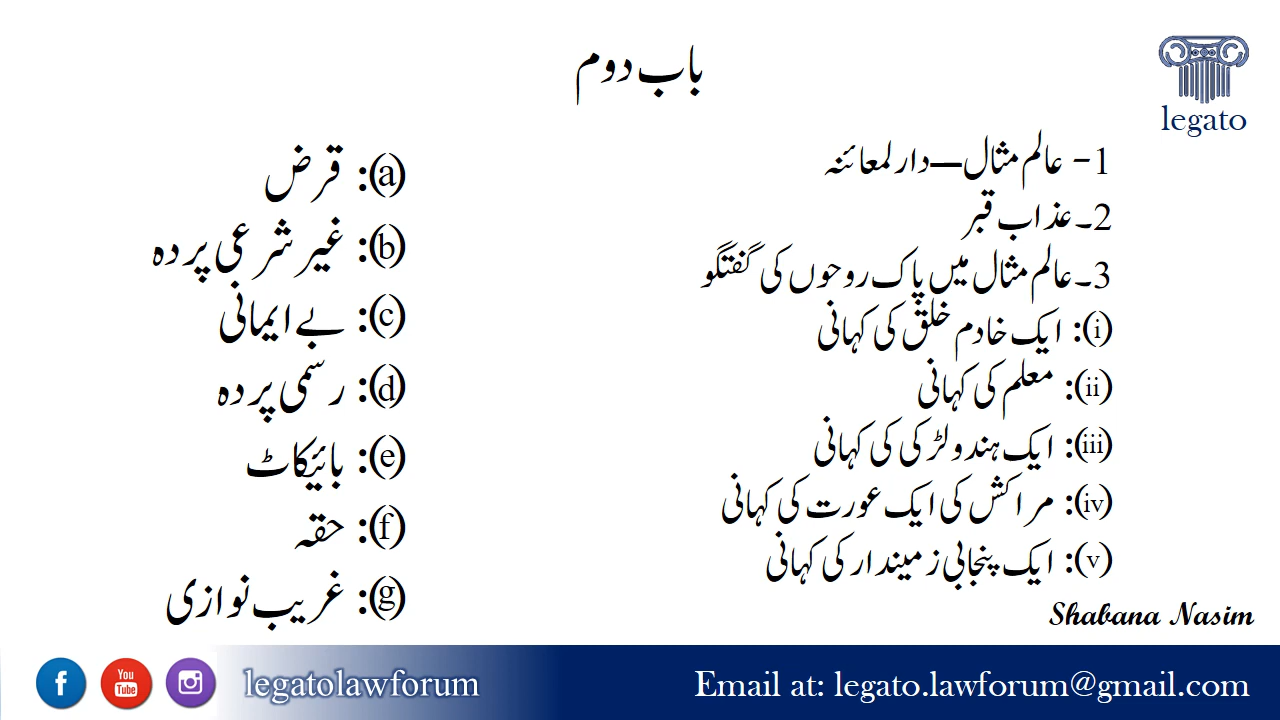 باب دوم
legato
1- عالم مثال—دارلمعائنہ
2۔عذاب قبر
3۔عالم مثال میں پاک روحوں کی گفتگو
(i): ایک خادم خلق کی کہانی
(ii): معلم کی کہانی
(iii): ایک ہندولڑکی کی کہانی
(iv): مراکش کی ایک عورت کی کہانی
(v): ایک پنجابی زمیندار کی کہانی
(a): قرض
(b): غیر شرعی پردہ
(c): بے ایمانی
(d): رسمی پردہ
(e): بائیکاٹ
(f): حقہ
(g): غریب نوازی
Shabana Nasim
f You Tube legatolawforum
Email at: legato.lawforum@gmail.com